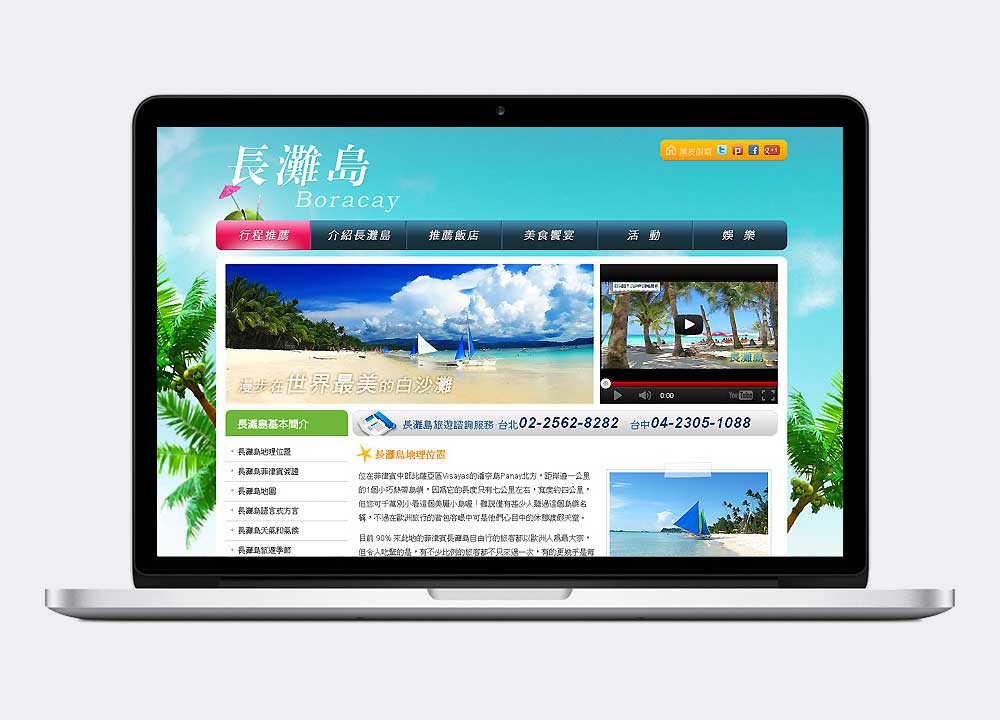 長灘島
Boracay
行程推薦
介紹長灘島
推薦飯店
美食饗宴
活 動
娛 樂
漫步在世界最美的白沙灘
長灘島
0:00
YouTube
長灘島基本簡介
長灘島旅遊諮詢服務 台北02-2562-8282 台中04-2305-1088
長灘島地理位置
長灘島菲律賓簽證
長灘島地圖
長灘島語言式方言
長灘島天氣和氣侯
長灘島旅遊季節
長灘島地理位置
位在菲律賓中部比薩亞區Visayas的潘奈島Panay北方，距岸邊一公里
的1個小巧熱帶島嶼，因為它的長度只有七公里左右，寬度約四公里，
但您可千萬別小看這個美麗小島喔！雖說僅有甚少人聽過這個島嶼名
稱，不過在歐洲旅行的背包客眼中可是他們心目中的休憩渡假天堂。
目前 90% 來此地的菲律賓長灘島自由行的旅客都以歐洲人為最大宗，
但令人吃驚的是，有不少比例的旅客都不只來過一次，有的更幾乎是每